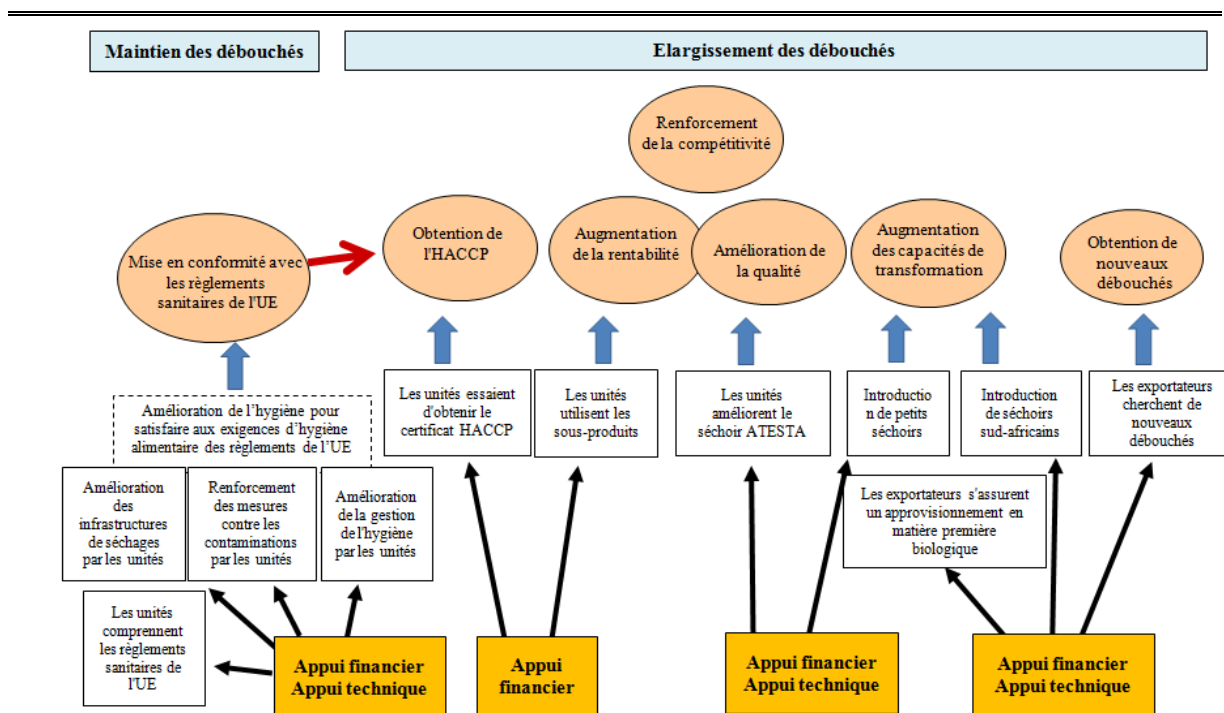 Maintien des débouchés
Elargissement des débouchés
Renforcement
de la compétitivité
Mise en conformité avec
les règlements
sanitaires de l'UE
Obtention de
l'HACCP
Augmentation
de la rentabilité
Amélioration de
la qualité
Augmentation
des capacités de
transformation
Obtention de
nouveaux
débouchés
Amélioration de l’hygiène pour
satisfaire aux exigences d’hygiène
alimentaire des règlements de l’UE
Les unités essaient
d'obtenir le
certificat HACCP
Les unités
utilisent les
sous-produits
Les unités
améliorent le
séchoir ATESTA
Introductio
n de petits
séchoirs
Introduction
de séchoirs
sud-africains
Les exportateurs
cherchent de
nouveaux
débouchés
Amélioration
des
infrastructures
de séchages
par les unités
Renforcement
des mesures
contre les
contaminations
par les unités
Amélioration
de la gestion
de l'hygiène
par les unités
Les exportateurs s'assurent
un approvisionnement en
matière première
biologique
Les unités
comprennent
les règlements
sanitaires de
l'UE
Appui financier
Appui technique
Appui
financier
Appui financier
Appui technique
Appui financier
Appui technique